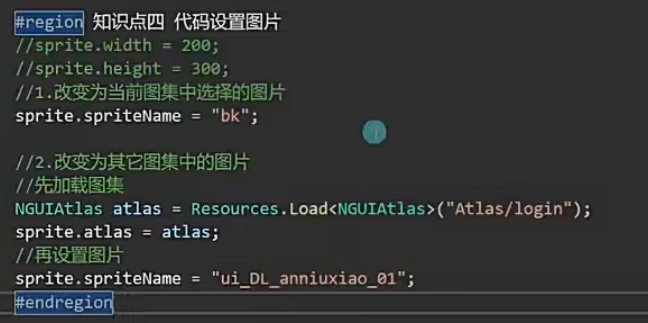 #region 知识点四 代码设置图片
//sprite.width = 200;
//sprite.height = 300;
//1.改变为当前图集中选择的图片
sprite.spriteName = "bk";
//2.改变为其它图集中的图片
//先加载图集
NGUIAtlas atlas = Resources.Load<NGUIAtlas>("Atlas/login");
sprite.atlas = atlas;
//再设置图片
sprite.spriteName = "ui_DL_anniuxiao_01";
#endregion